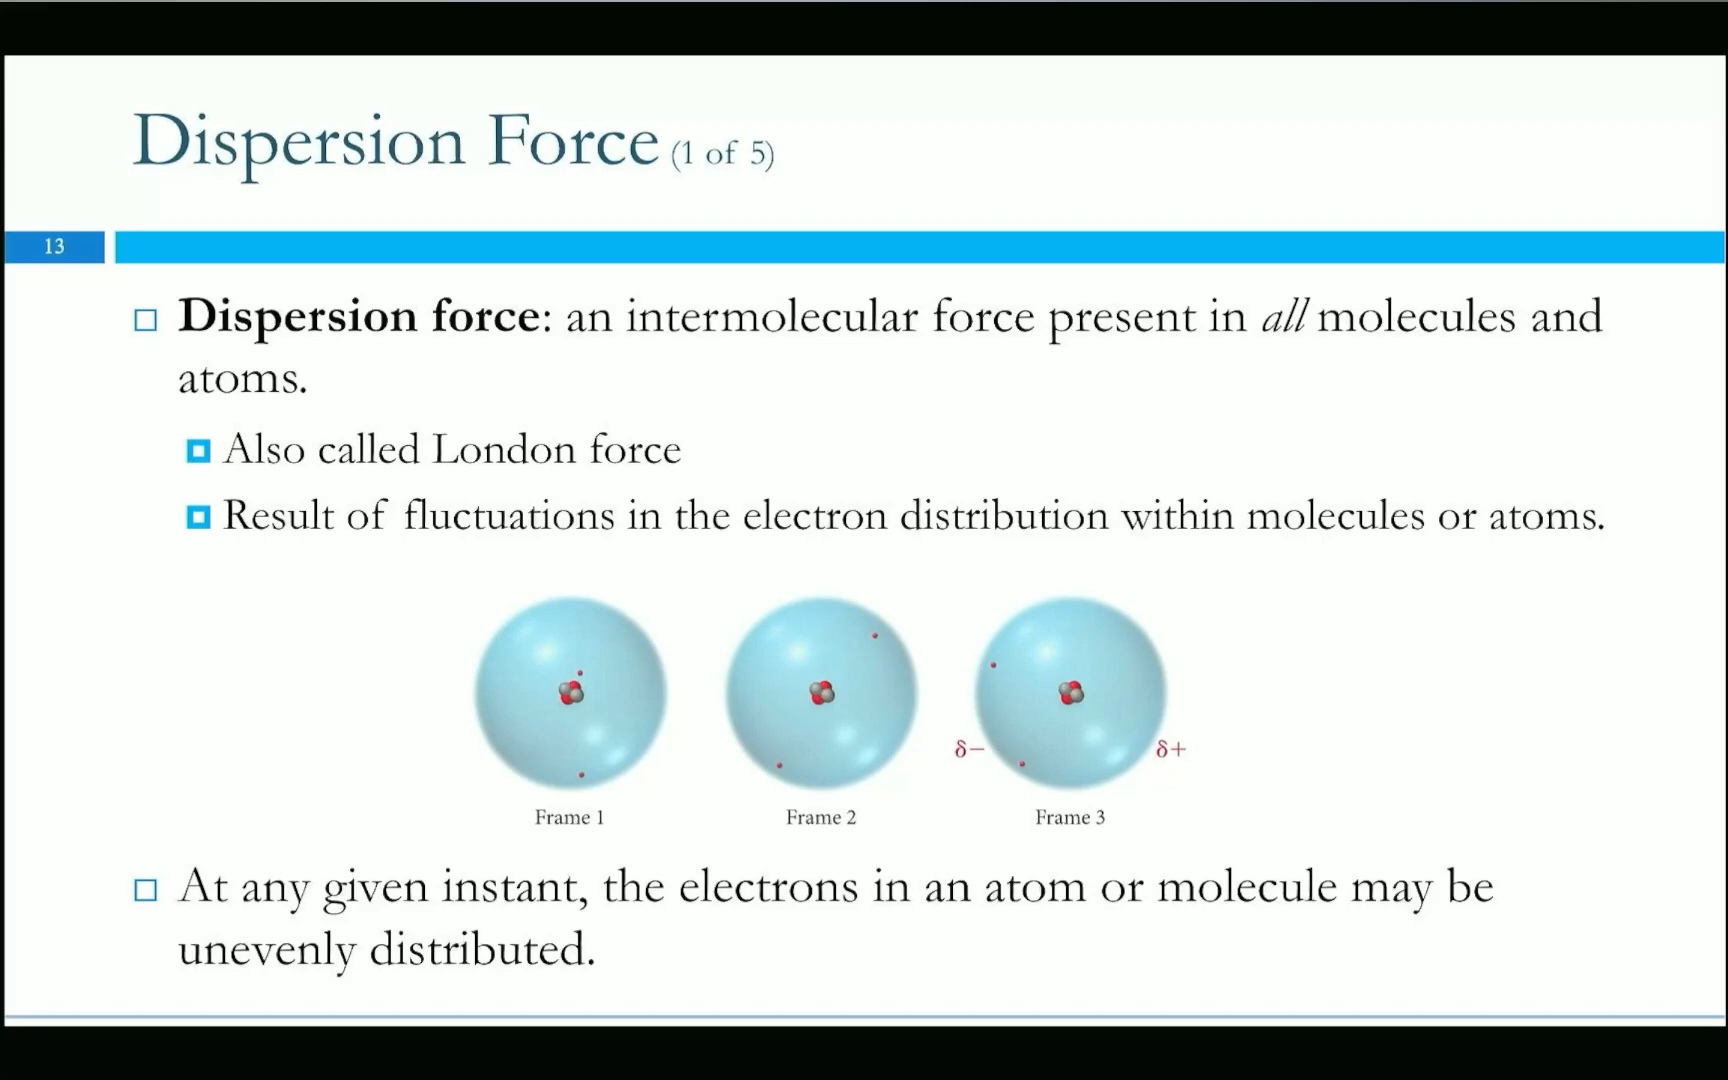 Dispersion Force (1 of 5)
13
Dispersion force: an intermolecular force present in all molecules and
atoms.
Also called London force
Result of fluctuations in the electron distribution within molecules or atoms.
δ− δ+
Frame 1 Frame 2 Frame 3
At any given instant, the electrons in an atom or molecule may be
unevenly distributed.